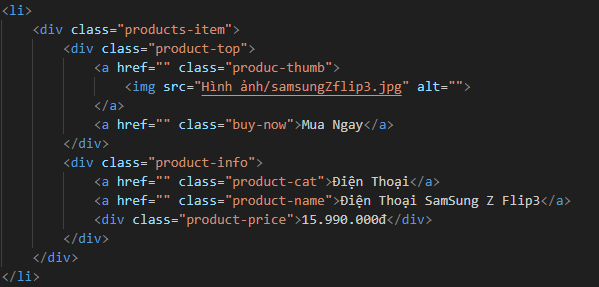 <li>
<div class="products-item">
<div class="product-top">
<a href="" class="produc-thumb">
<img src="Hình ảnh/samsungZflip3.jpg" alt="">
</a>
<a href="" class="buy-now">Mua Ngay</a>
</div>
<div class="product-info">
<a href="" class="product-cat">Điện Thoại</a>
<a href="" class="product-name">Điện Thoại SamSung Z Flip3</a>
<div class="product-price">15.990.000đ</div>
</div>
</div>
</li>